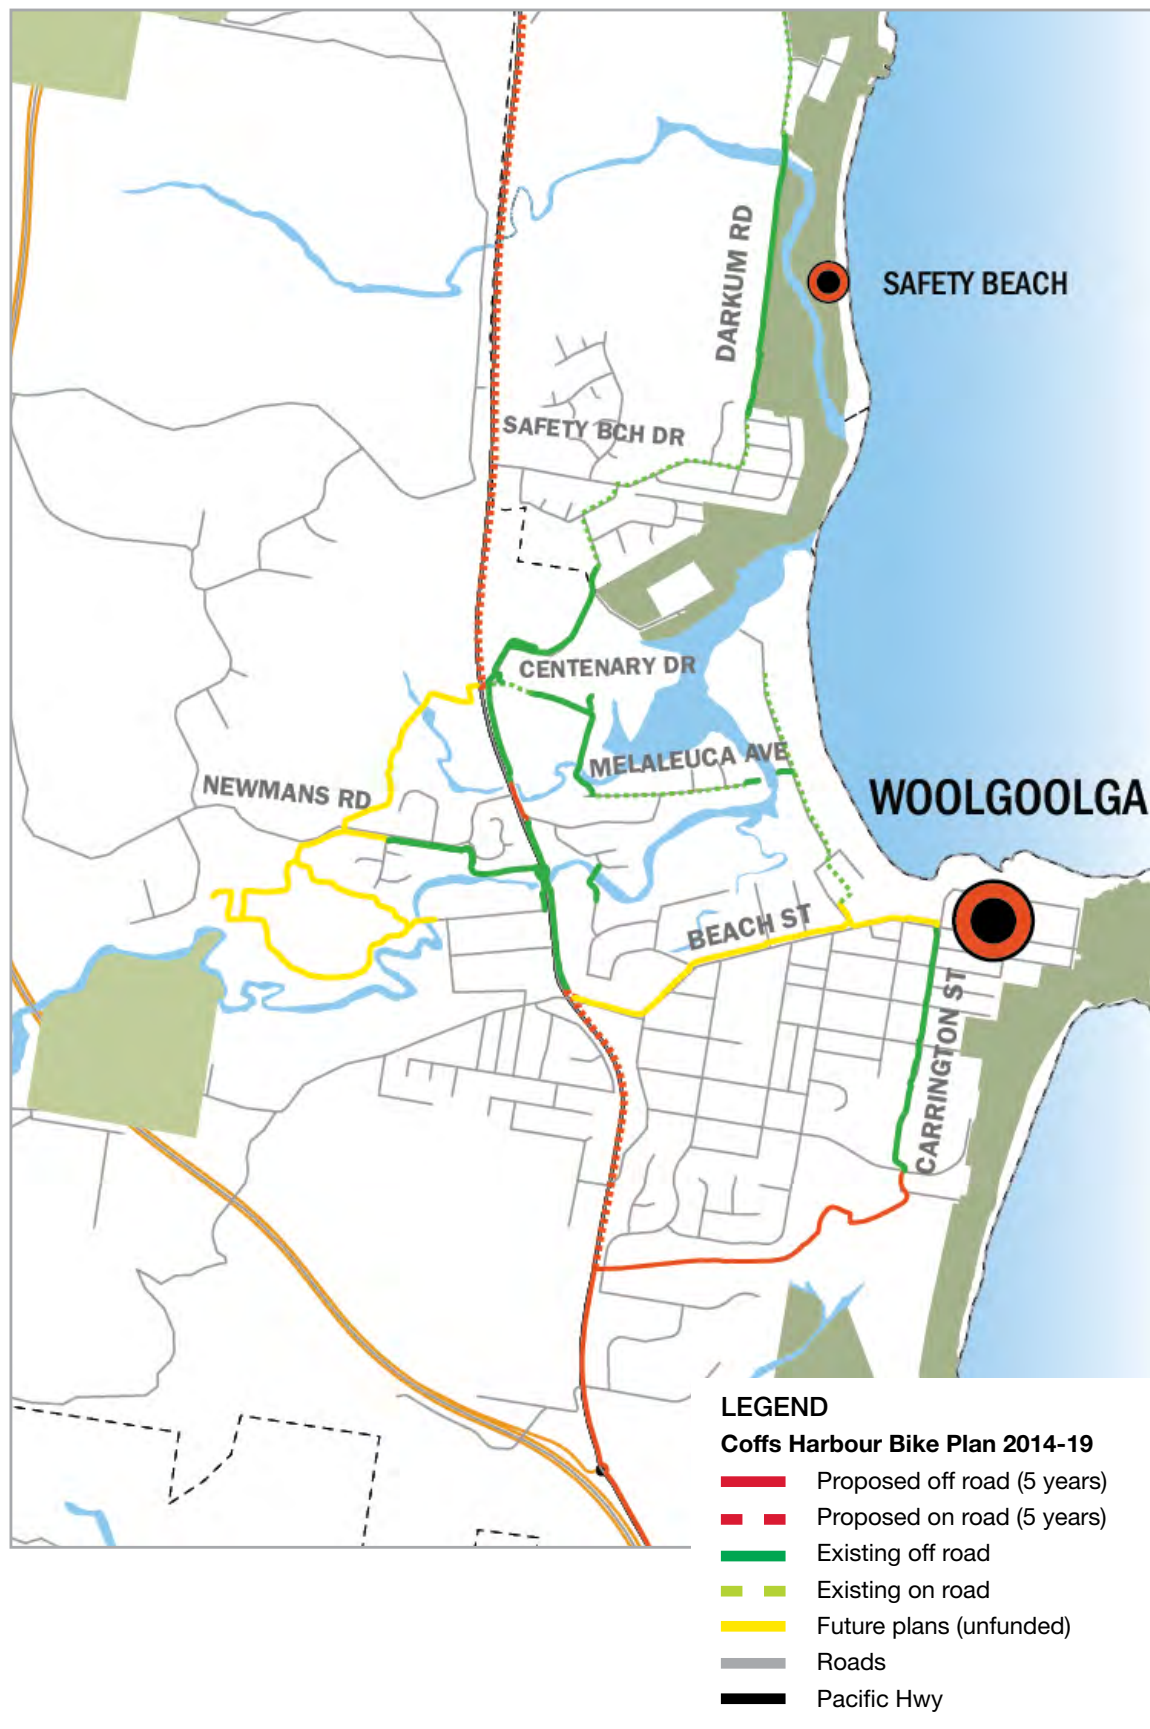 DARKUM RD
SAFETY BEACH
SAFETY BCH DR
CENTENARY DR
MELALEUCA AVE
NEWMANS RD
WOOLGOOLGA
BEACH ST
CARRINGTON ST
LEGEND
Coffs Harbour Bike Plan 2014-19
Proposed off road (5 years)
Proposed on road (5 years)
Existing off road
Existing on road
Future plans (unfunded)
Roads
Pacific Hwy